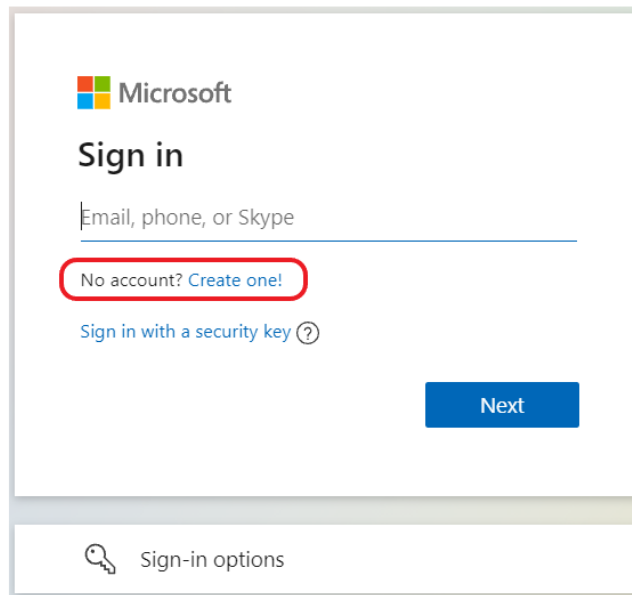 Microsoft
Sign in
Email, phone, or Skype
No account? Create one!
Sign in with a security key
Next
Sign-in options